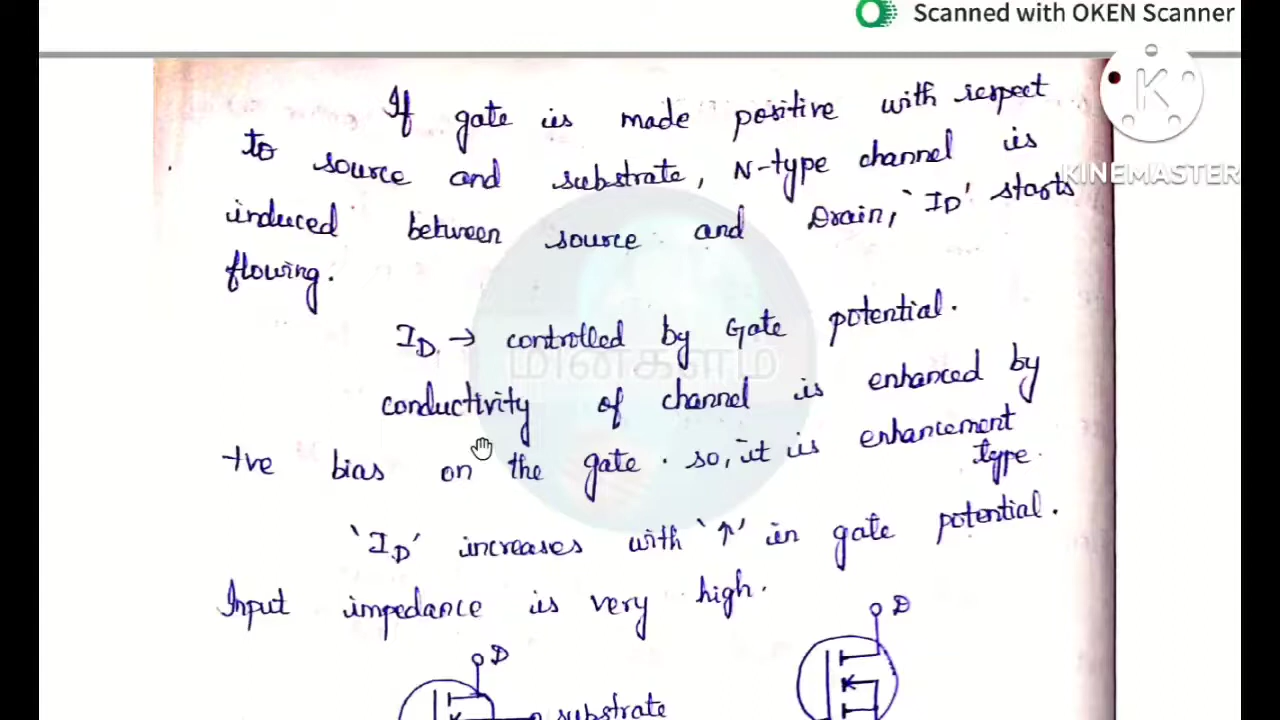 Scanned with OKEN Scanner
KINEMASTER
If gate is made positive with respect
to source and substrate, N-type channel is
induced between source and Drain, `ID' starts
flowing.
ID → controlled by Gate potential.
மின்களம்
conductivity of channel is enhanced by
+ve bias on the gate. so, it is enhancement
type.
`ID' increases with `↑' in gate potential.
Input impedance is very high.
D
D
substrate